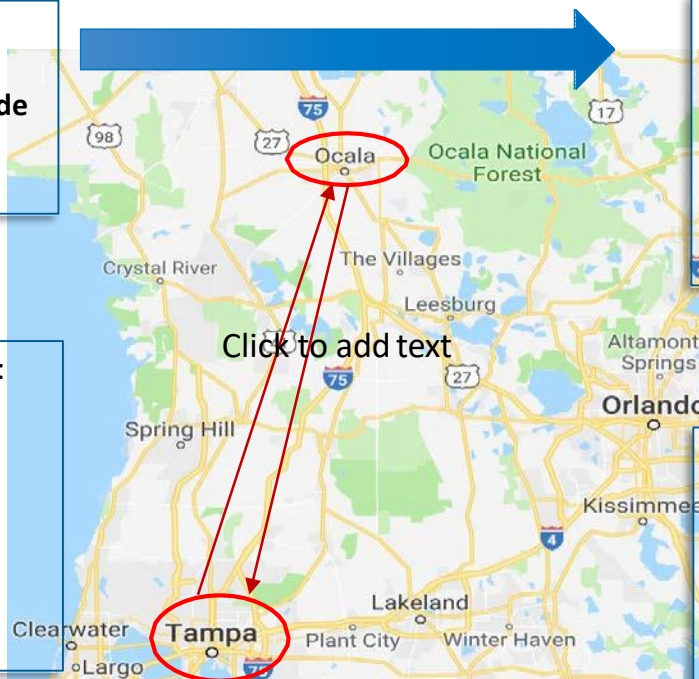 de
75
17
98
27
Ocala
Ocala National
Forest
Crystal River
The Villages
Leesburg
Click to add text
Altamont
Springs
75
27
Orlando
Spring Hill
Kissimmee
4
Lakeland
Clearwater
Tampa
Plant City
Winter Haven
Largo
75